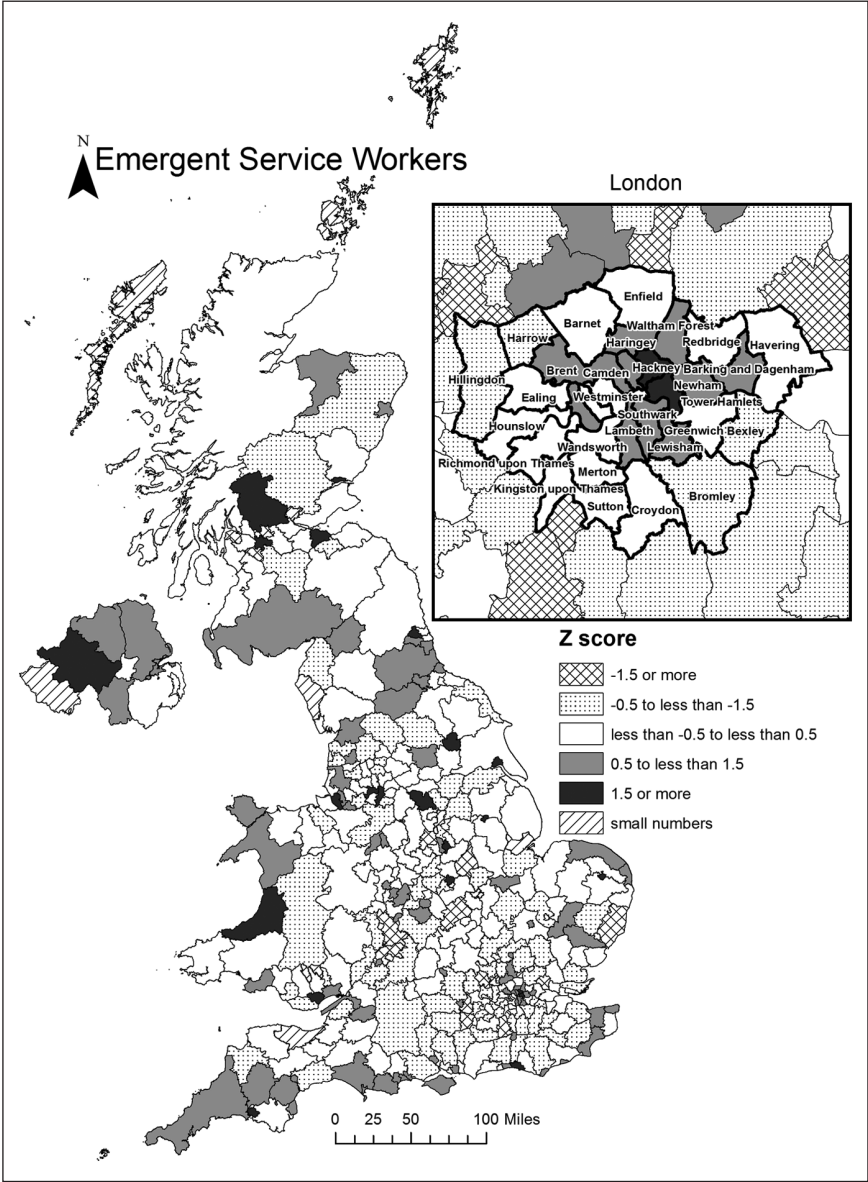 N
Emergent Service Workers
London
Enfield
Barnet
Waltham Forest
Harrow
Haringey
Redbridge
Havering
Hackney
Barking and Dagenham
Brent
Camden
Hillingdon
Newham
Ealing
Westminster
Tower Hamlets
Southwark
Hounslow
Lambeth
Greenwich
Bexley
Wandsworth
Lewisham
Richmond upon Thames
Merton
Kingston upon Thames
Bromley
Sutton
Croydon
Z score
-1.5 or more
-0.5 to less than -1.5
less than -0.5 to less than 0.5
0.5 to less than 1.5
1.5 or more
small numbers
0 25 50 100 Miles